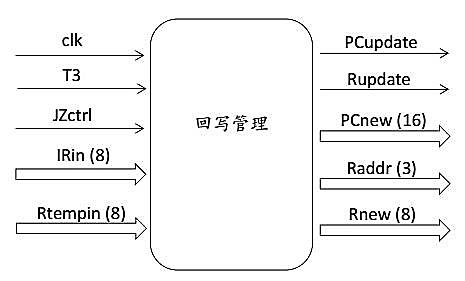 clk
T3
JZctrl
IRin (8)
Rtempin (8)
回写管理
PCupdate
Rupdate
PCnew (16)
Raddr (3)
Rnew (8)